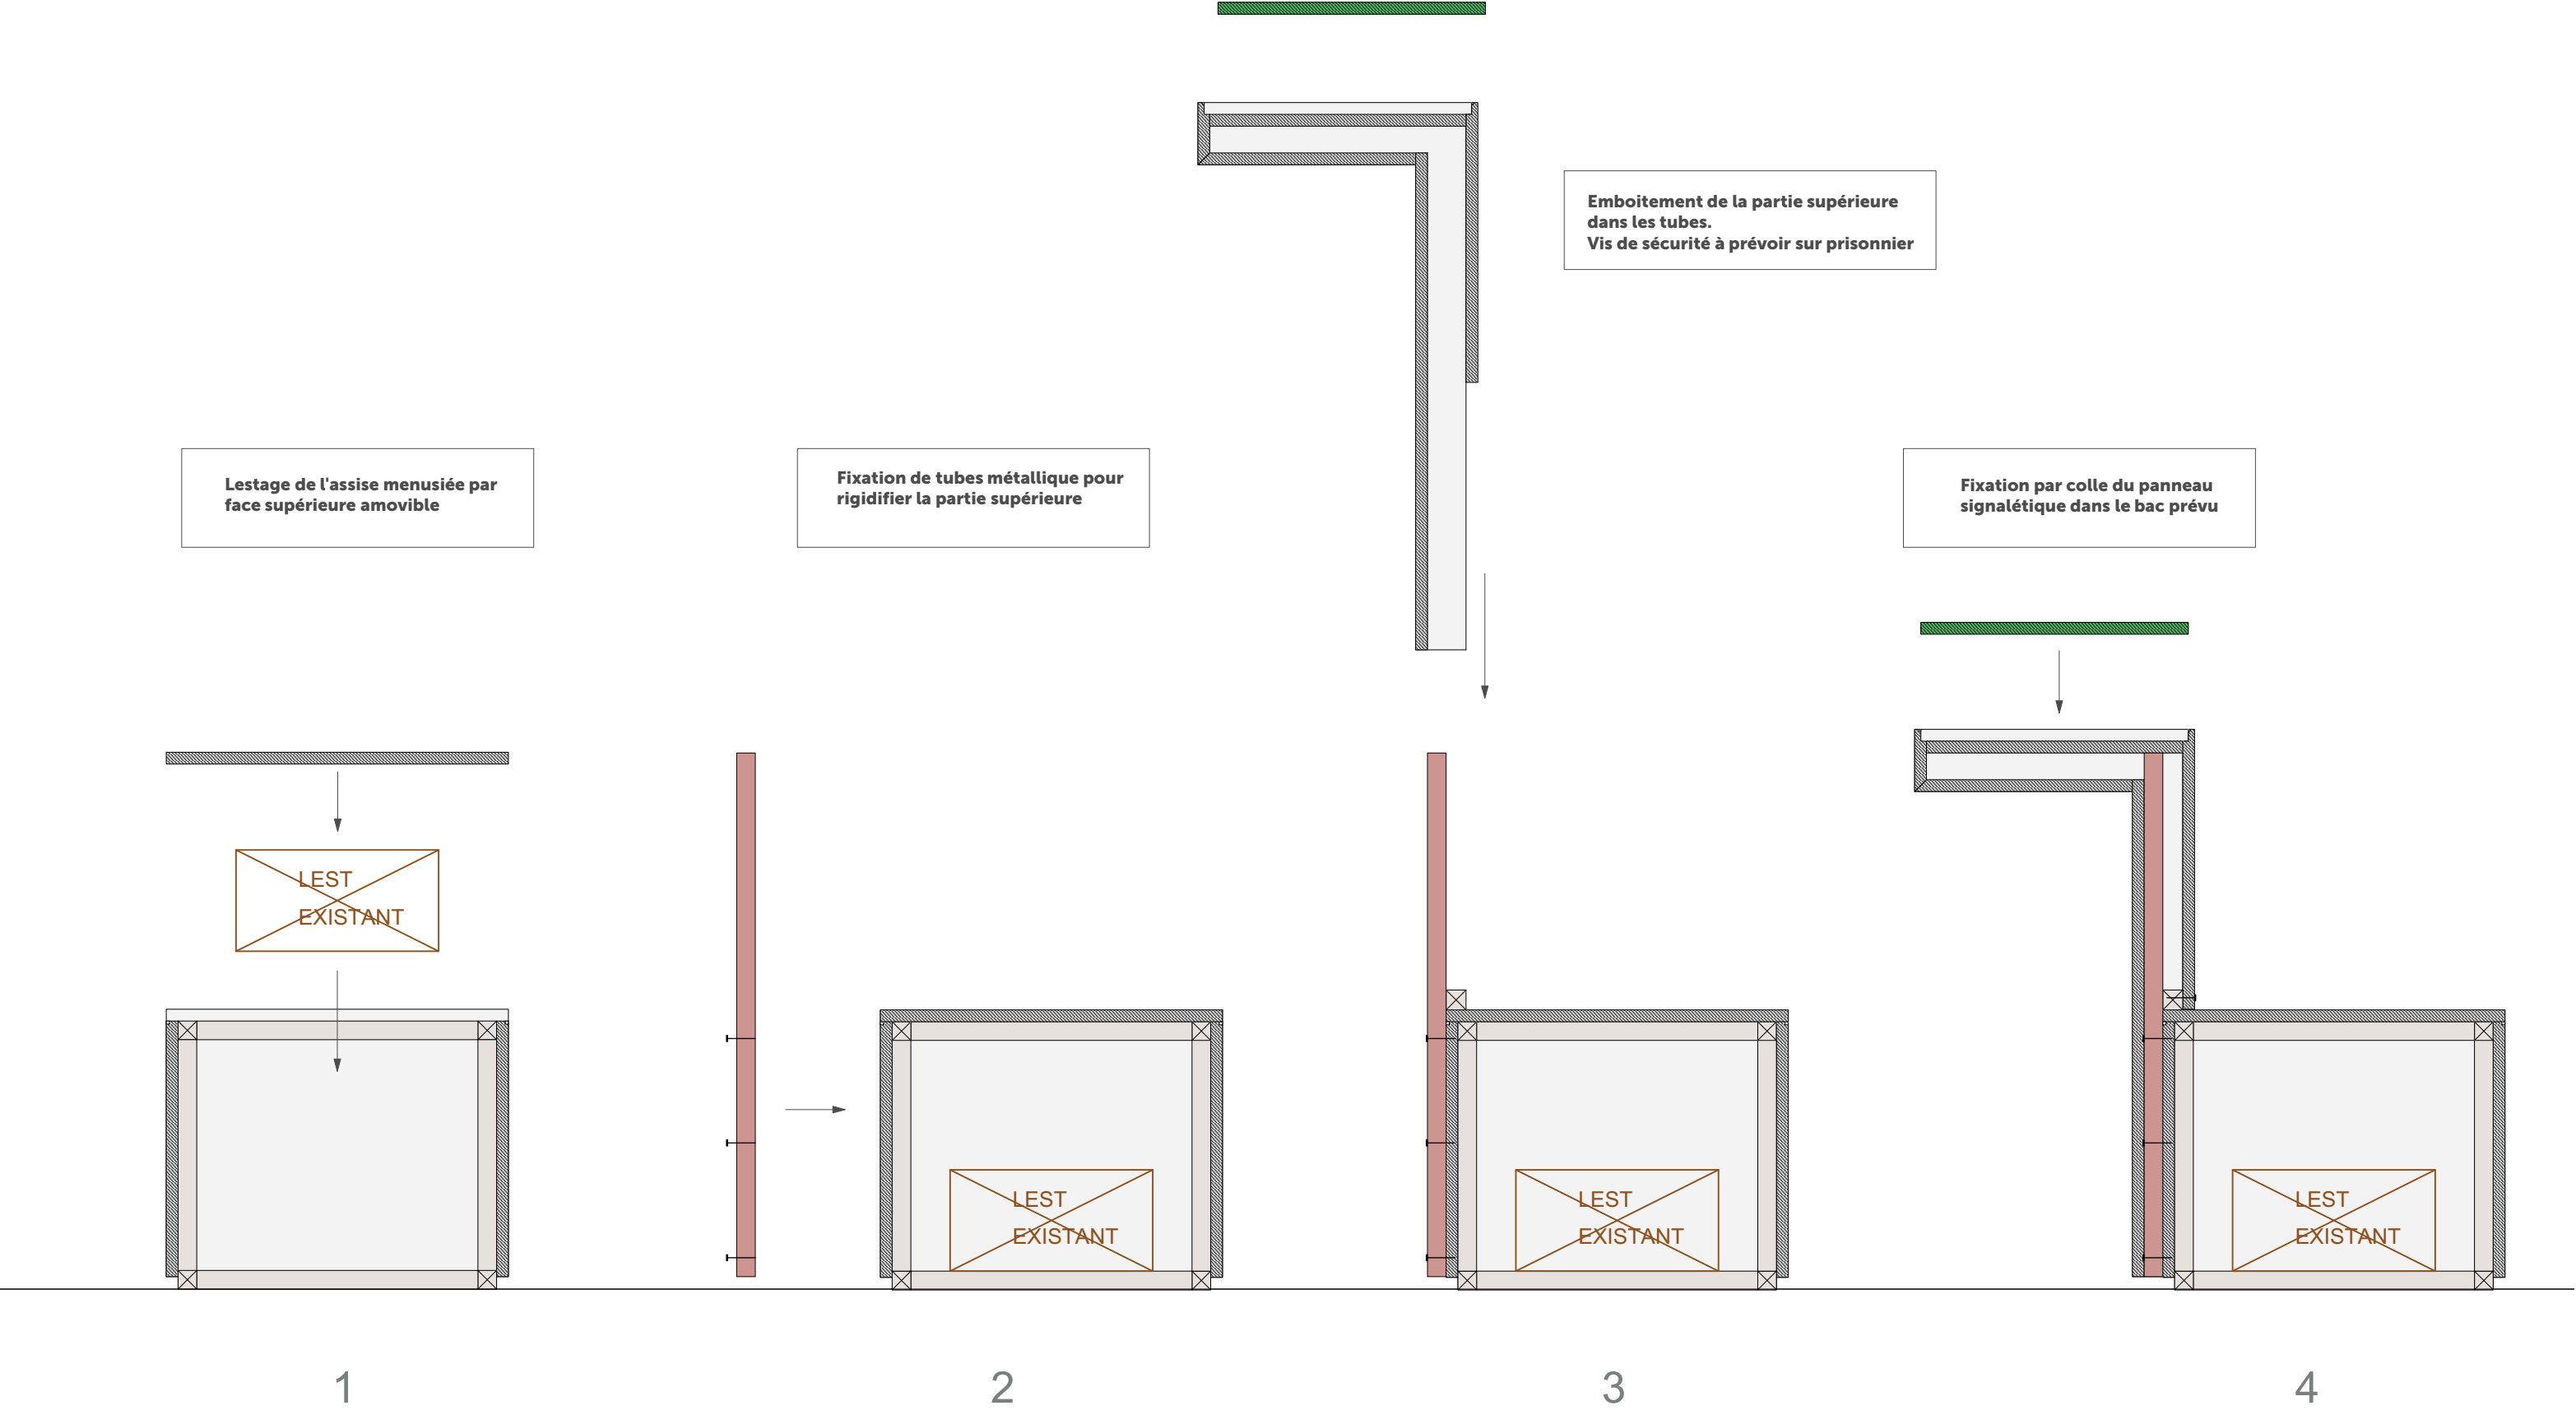 Emboitement de la partie supérieure
dans les tubes.
Vis de sécurité à prévoir sur prisonnier
Lestage de l'assise menusiée par
face supérieure amovible
Fixation de tubes métallique pour
rigidifier la partie supérieure
Fixation par colle du panneau
signalétique dans le bac prévu
LEST
EXISTANT
LEST
EXISTANT
LEST
EXISTANT
LEST
EXISTANT
1
2
3
4